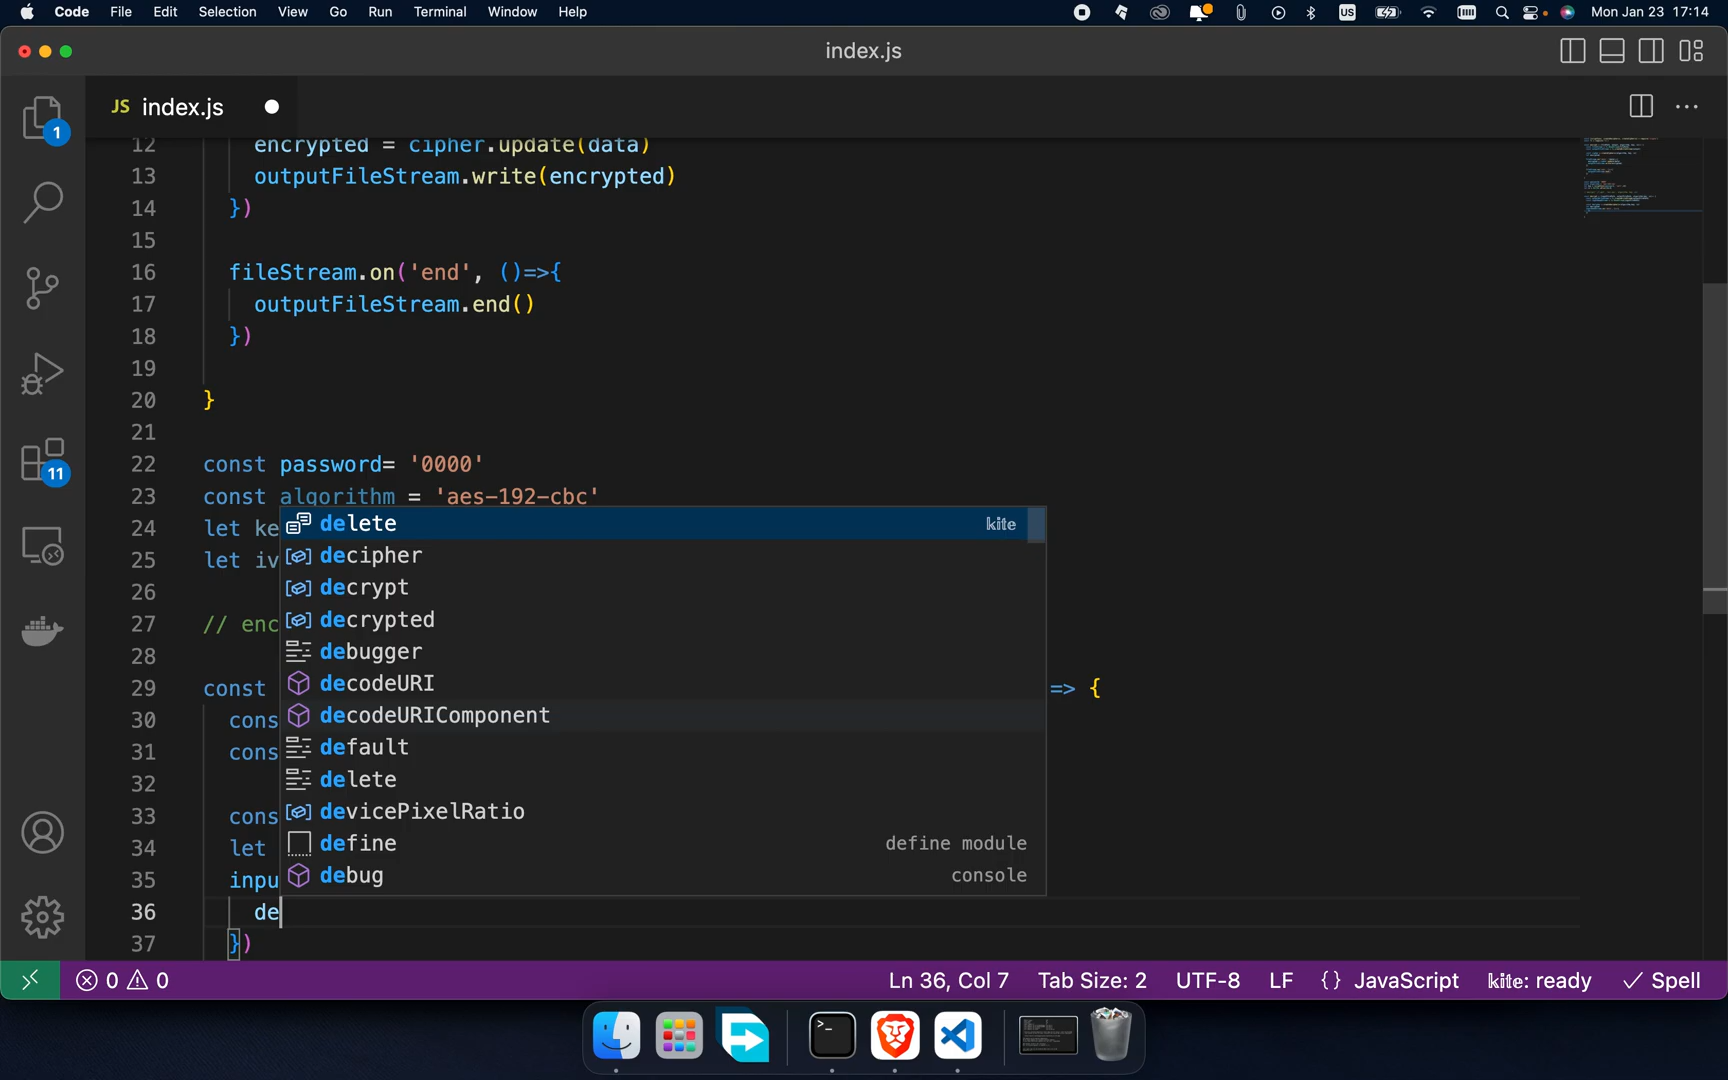 Code File Edit Selection View Go Run Terminal Window Help US Mon Jan 23 17:14
index.js
JS index.js
1
11
12 encrypted = cipher.update(data)
13 outputFileStream.write(encrypted)
14 })
15
16 fileStream.on('end', ()=>{
17 outputFileStream.end()
18 })
19
20 }
21
22 const password= '0000'
23 const algorithm = 'aes-192-cbc'
24 let ke
25 let iv
26
27 // enc
28
29 const => {
30 cons
31 cons
32
33 cons
34 let
35 inpu
36 de
37 })
delete kite
decipher
decrypt
decrypted
debugger
decodeURI
decodeURIComponent
default
delete
devicePixelRatio
define define module
debug console
0 0 Ln 36, Col 7 Tab Size: 2 UTF-8 LF {} JavaScript kite: ready ✓ Spell